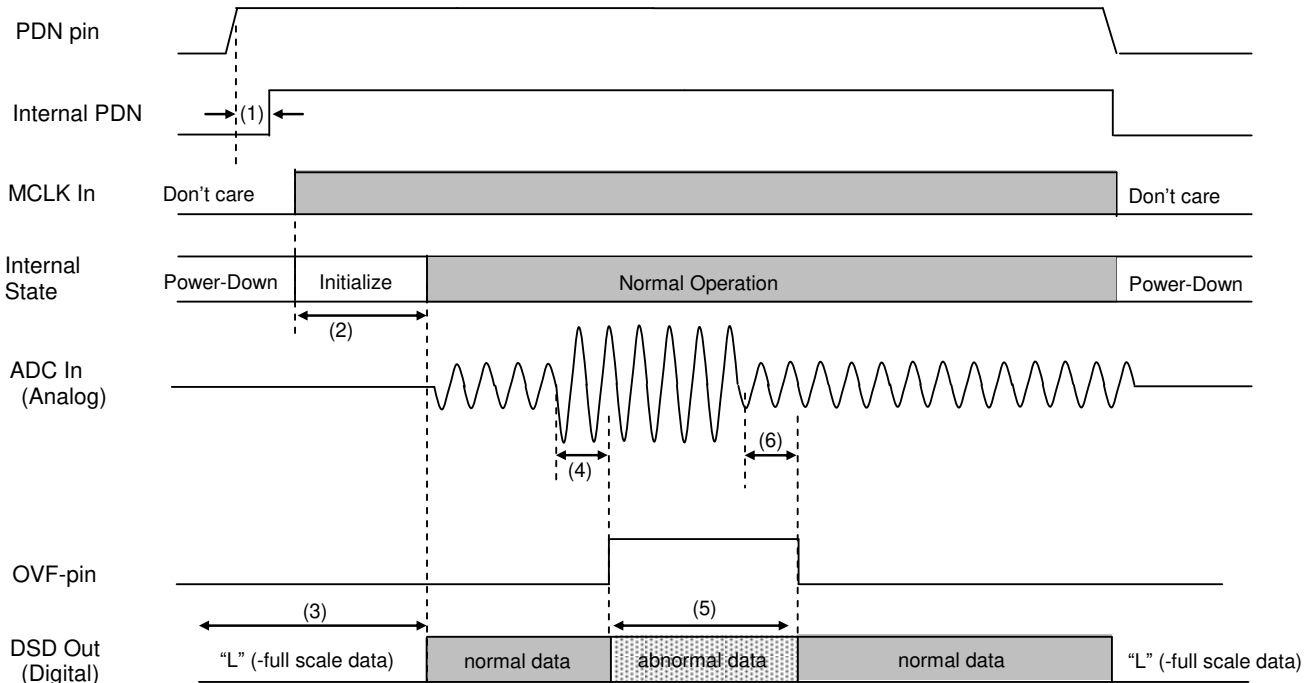 PDN pin
Internal PDN
(1)
MCLK In
Don't care
Don't care
Internal
State
Power-Down
Initialize
Normal Operation
Power-Down
(2)
ADC In
(Analog)
(4)
(6)
OVF-pin
(3)
(5)
DSD Out
(Digital)
“L” (-full scale data)
normal data
abnormal data
normal data
“L” (-full scale data)